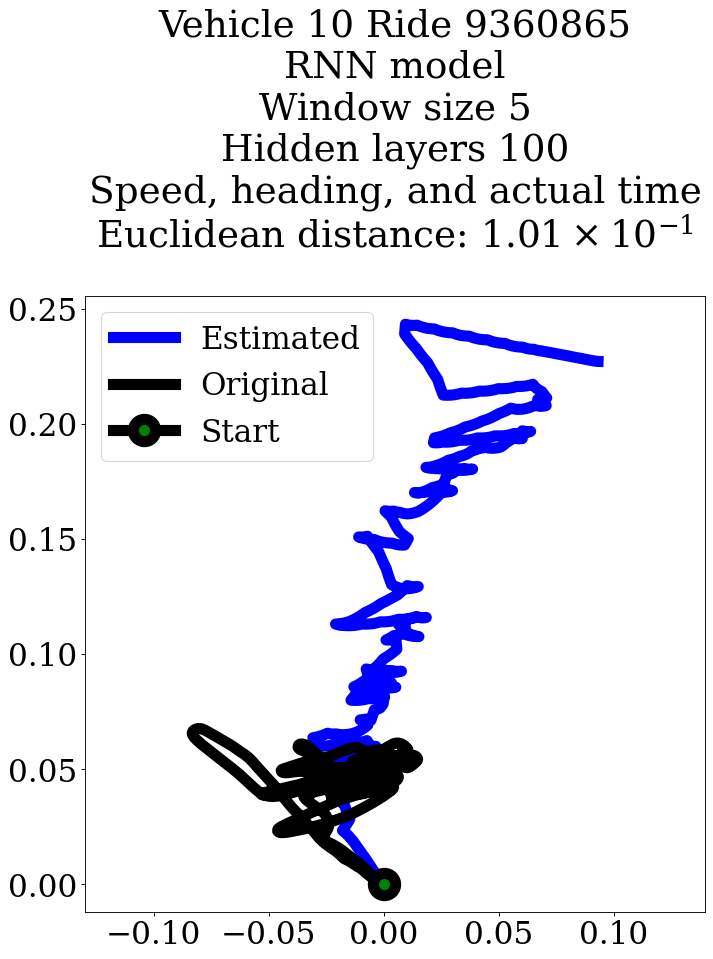 Vehicle 10 Ride 9360865
RNN model
Window size 5
Hidden layers 100
Speed, heading, and actual time
Euclidean distance: 1.01 × 10⁻¹
0.25
Estimated
Original
Start
0.20
0.15
0.10
0.05
0.00
−0.10 −0.05 0.00 0.05 0.10